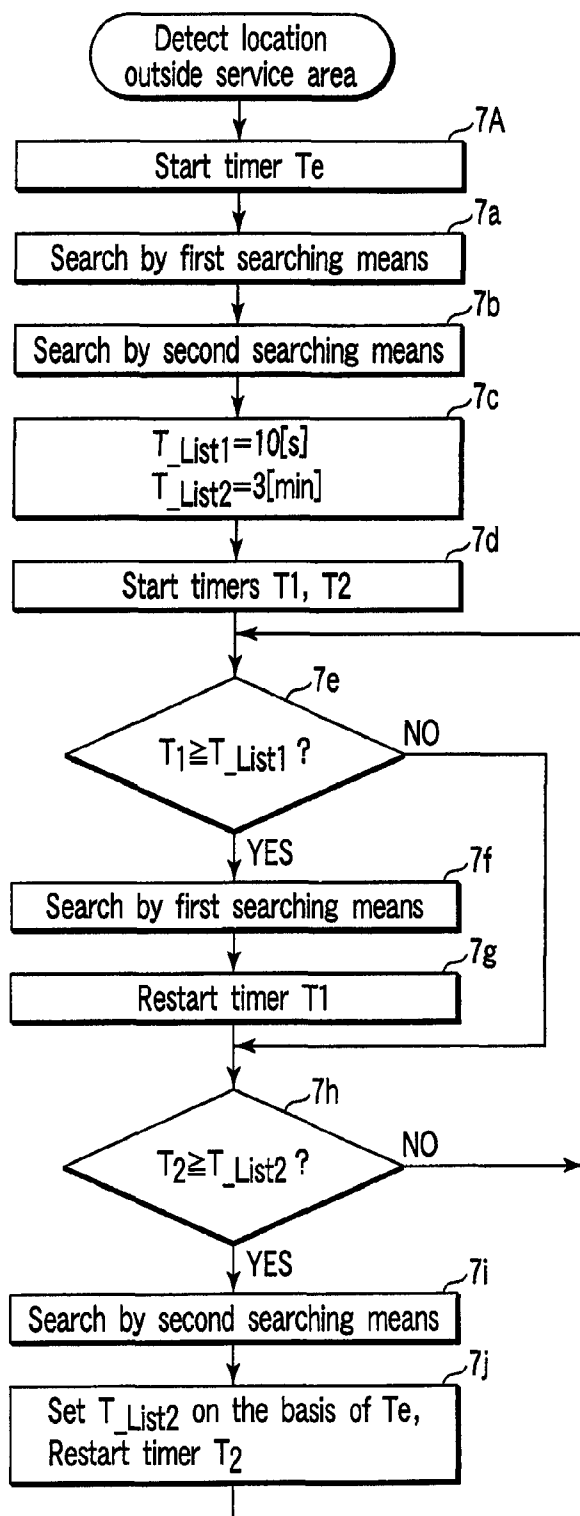 Detect location
outside service area
7A
Start timer Te
7a
Search by first searching means
7b
Search by second searching means
7c
T_List1=10[s]
T_List2=3[min]
7d
Start timers T1, T2
7e
T1≧T_List1 ?
NO
YES
7f
Search by first searching means
7g
Restart timer T1
7h
T2≧T_List2 ?
NO
YES
7i
Search by second searching means
7j
Set T_List2 on the basis of Te,
Restart timer T2